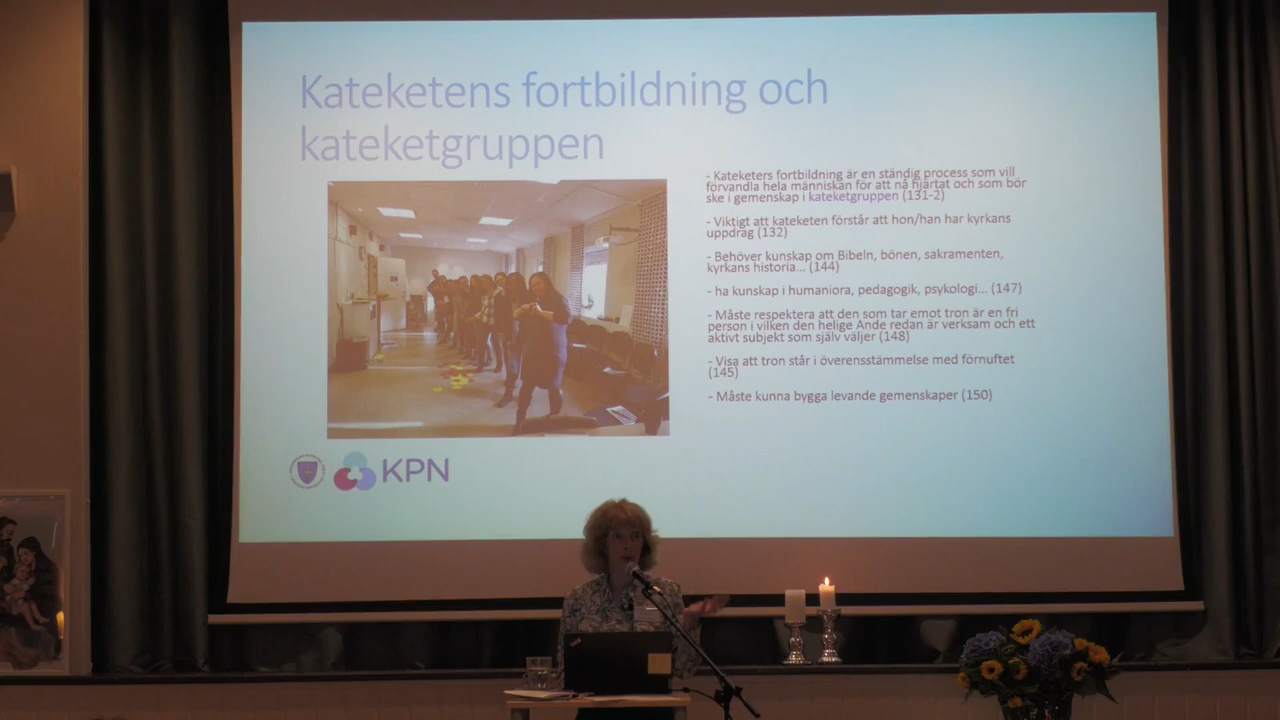 Kateketens fortbildning och
kateketgruppen
- Kateketers fortbildning är en ständig process som vill
förvandla hela människan för att nå hjärtat och som bör
ske i gemenskap i kateketgruppen (131-2)
- Viktigt att kateketen förstår att hon/han har kyrkans
uppdrag (132)
- Behöver kunskap om Bibeln, bönen, sakramenten,
kyrkans historia... (144)
- ha kunskap i humaniora, pedagogik, psykologi... (147)
- Måste respektera att den som tar emot tron är en fri
person i vilken den helige Ande redan är verksam och ett
aktivt subjekt som själv väljer (148)
- Visa att tron står i överensstämmelse med förnuftet
(145)
- Måste kunna bygga levande gemenskaper (150)
KPN